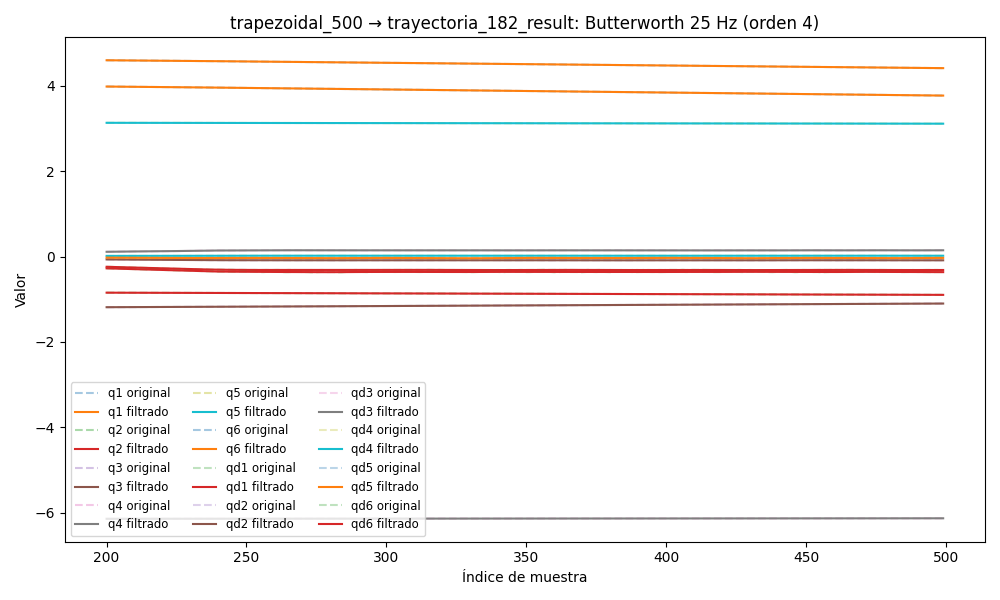 trapezoidal_500 → trayectoria_182_result: Butterworth 25 Hz (orden 4)
Valor
4
2
0
−2
−4
−6
q1 original
q1 filtrado
q2 original
q2 filtrado
q3 original
q3 filtrado
q4 original
q4 filtrado
q5 original
q5 filtrado
q6 original
q6 filtrado
qd1 original
qd1 filtrado
qd2 original
qd2 filtrado
qd3 original
qd3 filtrado
qd4 original
qd4 filtrado
qd5 original
qd5 filtrado
qd6 original
qd6 filtrado
200 250 300 350 400 450 500
Índice de muestra